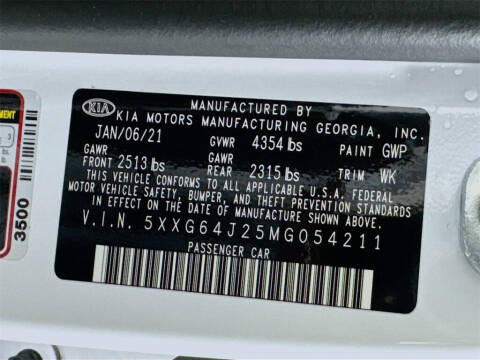 MANUFACTURED BY
KIA KIA MOTORS MANUFACTURING GEORGIA, INC.
JAN/06/21 GVWR 4354 lbs PAINT GWP
GAWR GAWR
FRONT 2513 lbs REAR 2315 lbs TRIM WK
THIS VEHICLE CONFORMS TO ALL APPLICABLE U.S.A. FEDERAL
MOTOR VEHICLE SAFETY, BUMPER, AND THEFT PREVENTION STANDARDS
IN EFFECT ON THE DATE OF MANUFACTURE SHOWN ABOVE.
V.I.N. 5XXG64J25MG054211
PASSENGER CAR
3
3500